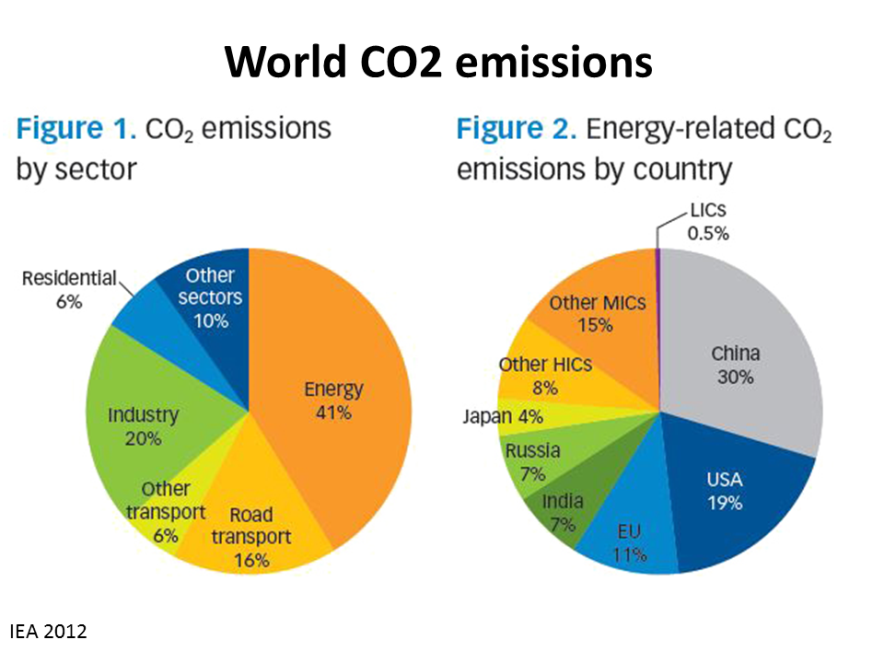 World CO2 emissions
Figure 1. CO₂ emissions
by sector
Residential
6%
Other
sectors
10%
Energy
41%
Industry
20%
Other
transport
6%
Road
transport
16%
Figure 2. Energy-related CO₂
emissions by country
LICs
0.5%
Other MICs
15%
China
30%
Other HICs
8%
Japan 4%
Russia
7%
India
7%
EU
11%
USA
19%
IEA 2012